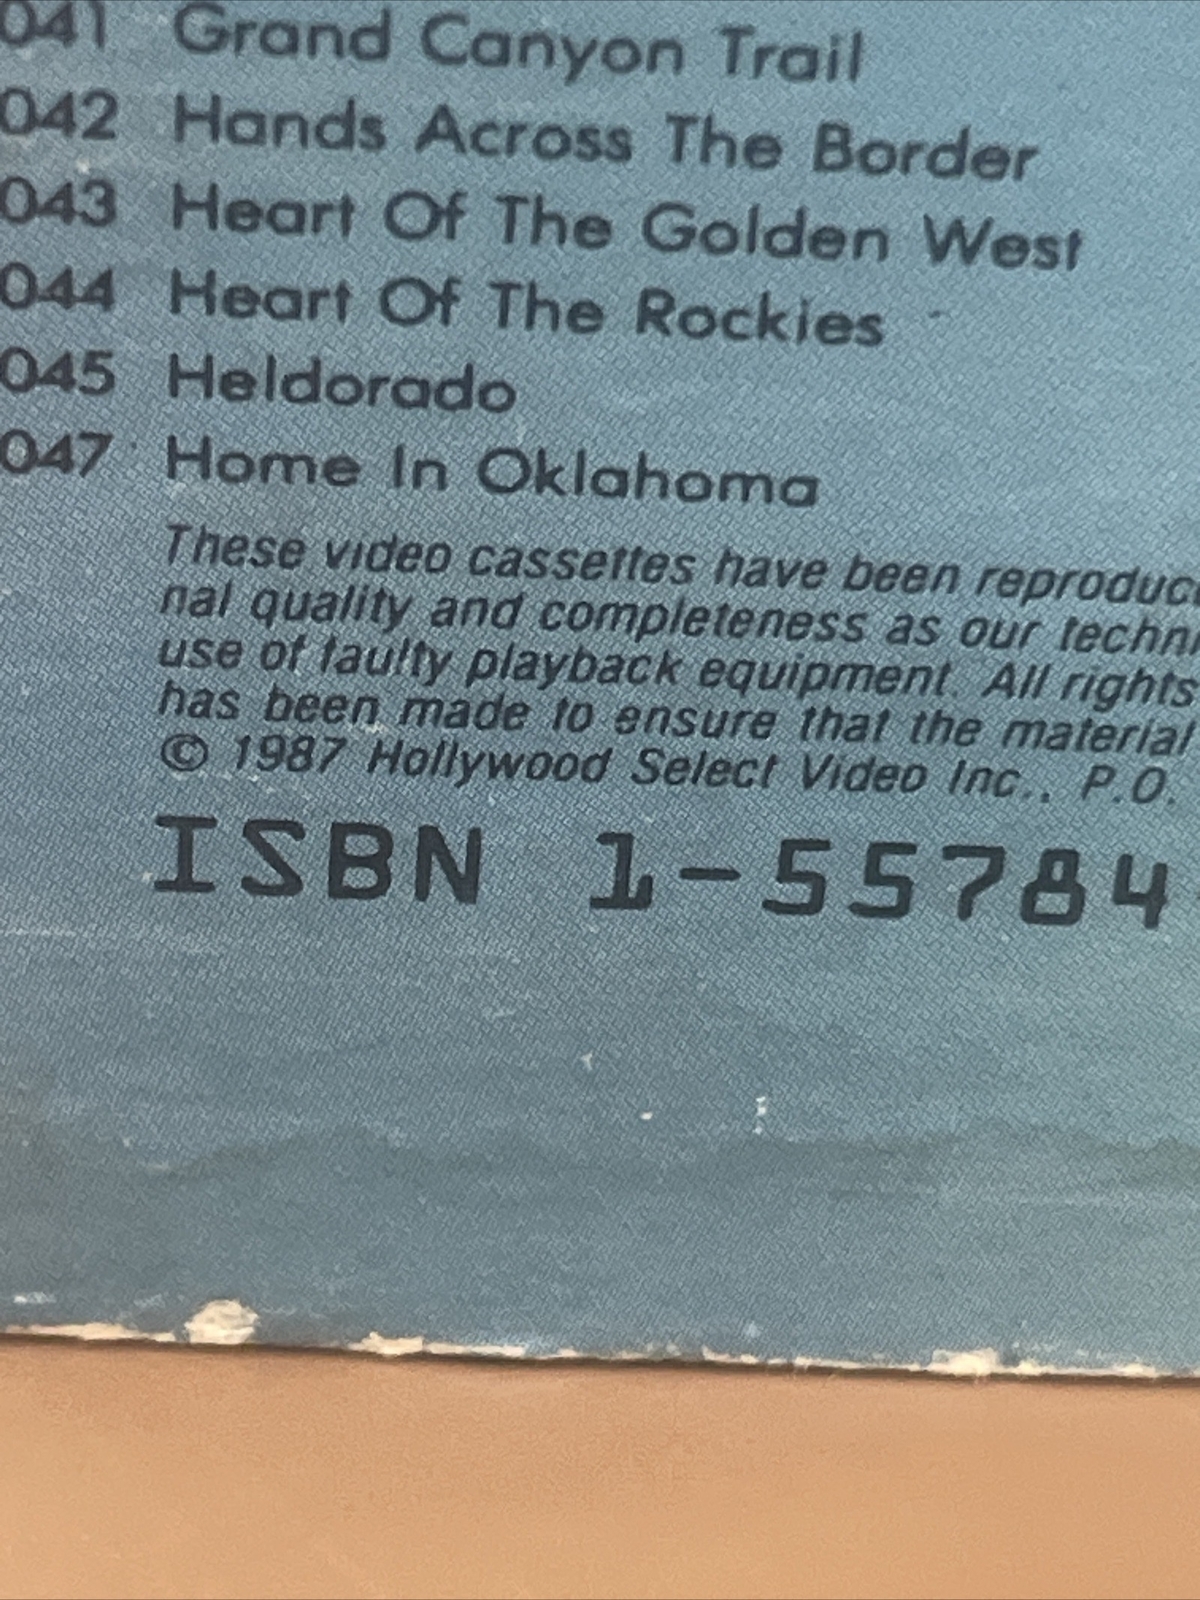 041 Grand Canyon Trail
042 Hands Across The Border
043 Heart Of The Golden West
044 Heart Of The Rockies
045 Heldorado
047 Home In Oklahoma
These video cassettes have been reproduc
nal quality and completeness as our techni
use of faulty playback equipment. All rights
has been made to ensure that the material
© 1987 Hollywood Select Video Inc., P.O.
ISBN 1-55784